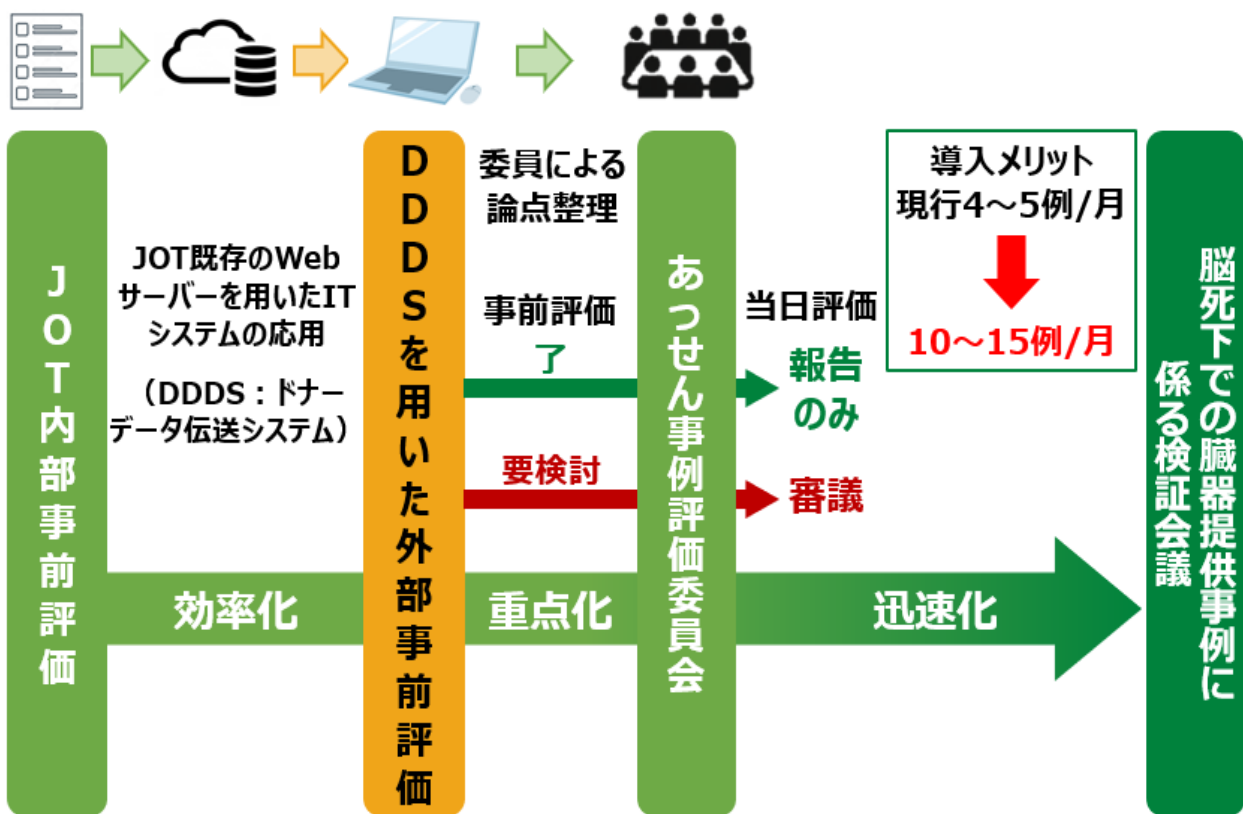 JOT内部事前評価
JOT既存のWeb
サーバーを用いたIT
システムの応用
（DDDS：ドナー
データ伝送システム）
効率化
DDDSを用いた外部事前評価
委員による
論点整理
事前評価
了
要検討
重点化
あっせん事例評価委員会
当日評価
報告
のみ
審議
導入メリット
現行4～5例/月
10～15例/月
迅速化
脳死下での臓器提供事例に
係る検証会議